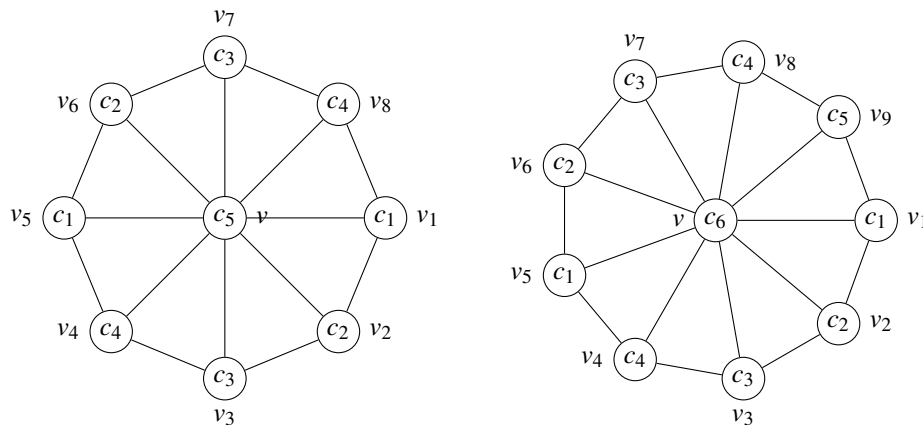 v7
c3
v6 c2 c4 v8
v5 c1 c5 v c1 v1
v4 c4 c2 v2
c3
v3
v7 c3 c4 v8
c5 v9
v6 c2
v c6 c1 v1
v5 c1
c2 v2
v4 c4 c3
v3